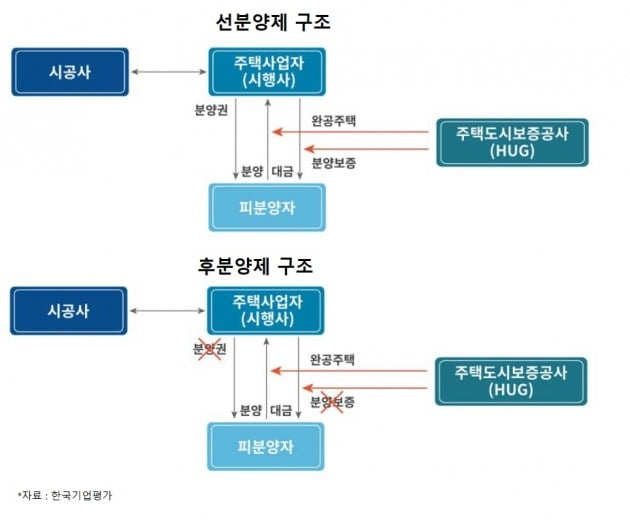 선분양제 구조
시공사
주택사업자
(시행사)
분양권
완공주택
주택도시보증공사
(HUG)
분양보증
분양 대금
피분양자
후분양제 구조
시공사
주택사업자
(시행사)
분양권
완공주택
주택도시보증공사
(HUG)
분양보증
분양 대금
피분양자
*자료 : 한국기업평가